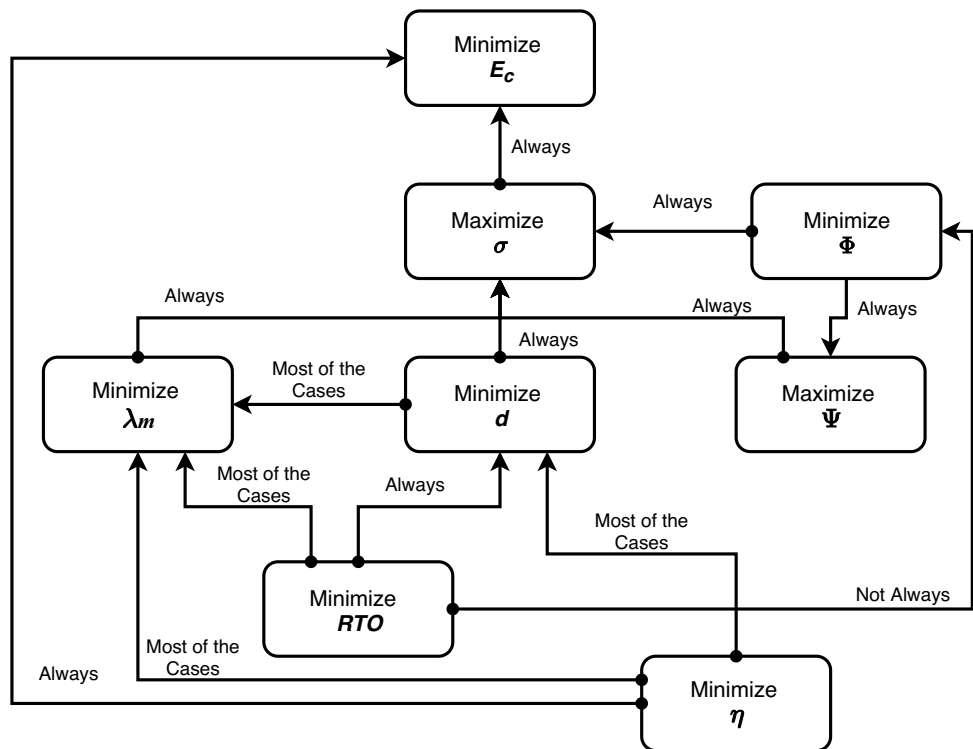 Minimize
E_c
Always
Maximize
σ
Always
Minimize
Φ
Always
Always
Always
Always
Minimize
λm
Most of the
Cases
Minimize
d
Maximize
Ψ
Most of the
Cases
Always
Most of the
Cases
Minimize
RTO
Not Always
Most of the
Cases
Always
Minimize
η